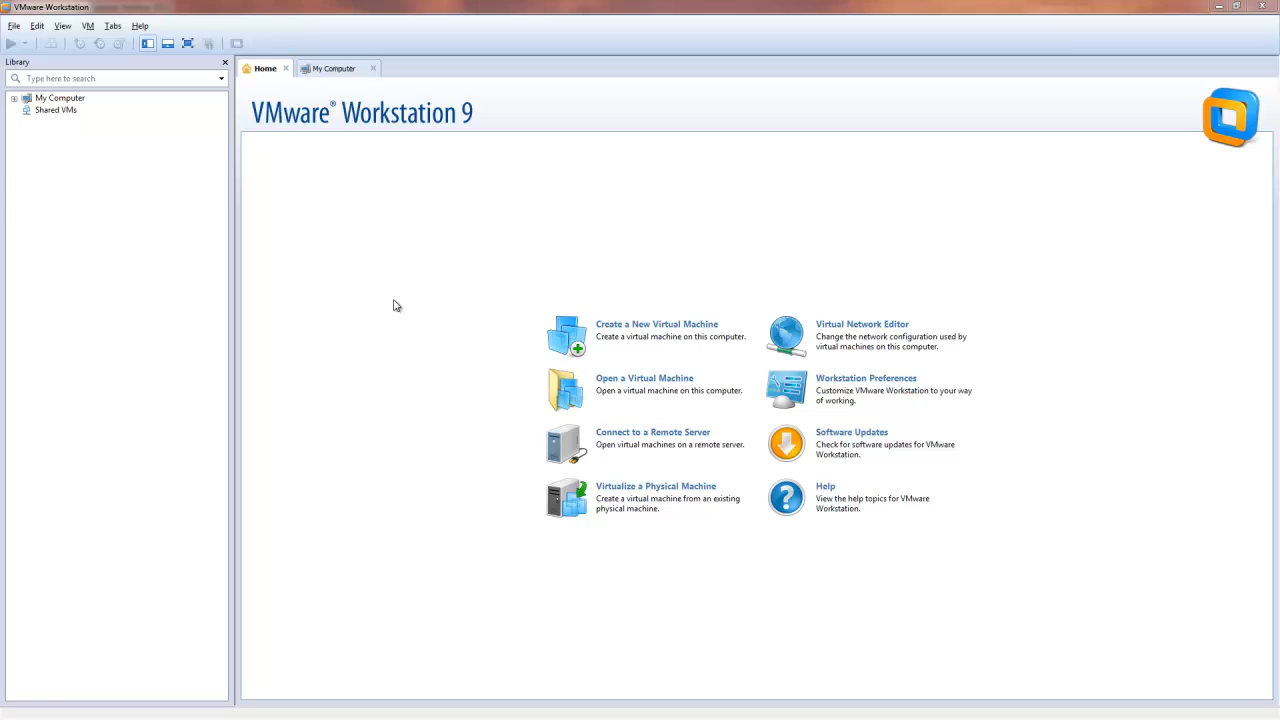 VMware Workstation
File Edit View VM Tabs Help
Library
Type here to search
My Computer
Shared VMs
Home
My Computer
VMware® Workstation 9
Create a New Virtual Machine
Create a virtual machine on this computer.
Open a Virtual Machine
Open a virtual machine on this computer.
Connect to a Remote Server
Open virtual machines on a remote server.
Virtualize a Physical Machine
Create a virtual machine from an existing
physical machine.
Virtual Network Editor
Change the network configuration used by
virtual machines on this computer.
Workstation Preferences
Customize VMware Workstation to your way
of working.
Software Updates
Check for software updates for VMware
Workstation.
Help
View the help topics for VMware
Workstation.